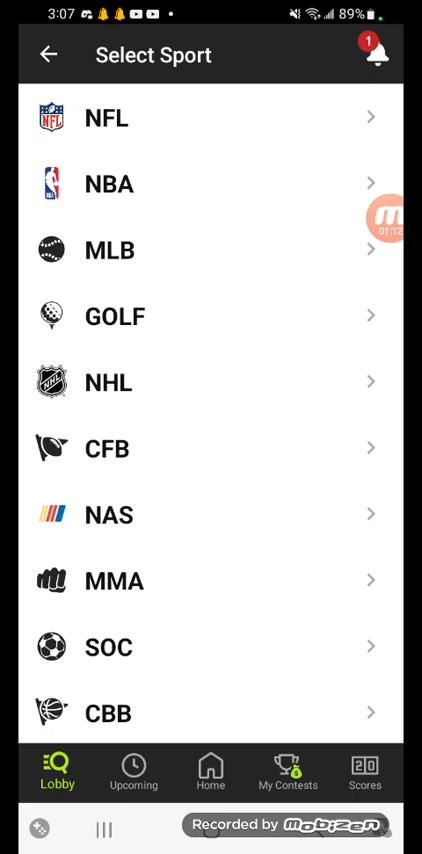 3:07 89%
Select Sport
1
NFL
NBA
01:12
MLB
GOLF
NHL
CFB
NAS
MMA
SOC
CBB
Lobby Upcoming Home My Contests Scores
Recorded by mobizen